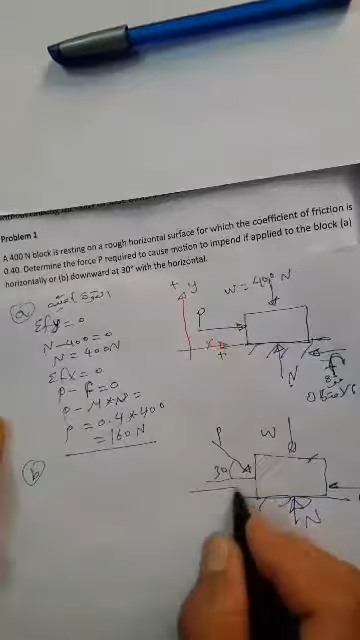 Problem 1
A 400 N block is resting on a rough horizontal surface for which the coefficient of friction is
0.40. Determine the force P required to cause motion to impend if applied to the block (a)
horizontally or (b) downward at 30° with the horizontal.
a
Σfy = 0
N - 400 = 0
N = 400N
Σfx = 0
P - F = 0
P - M * N =
P = 0.4 * 400
= 160 N
+ y
W = 400 N
P
x
+
N
F
b
P
W
30
N